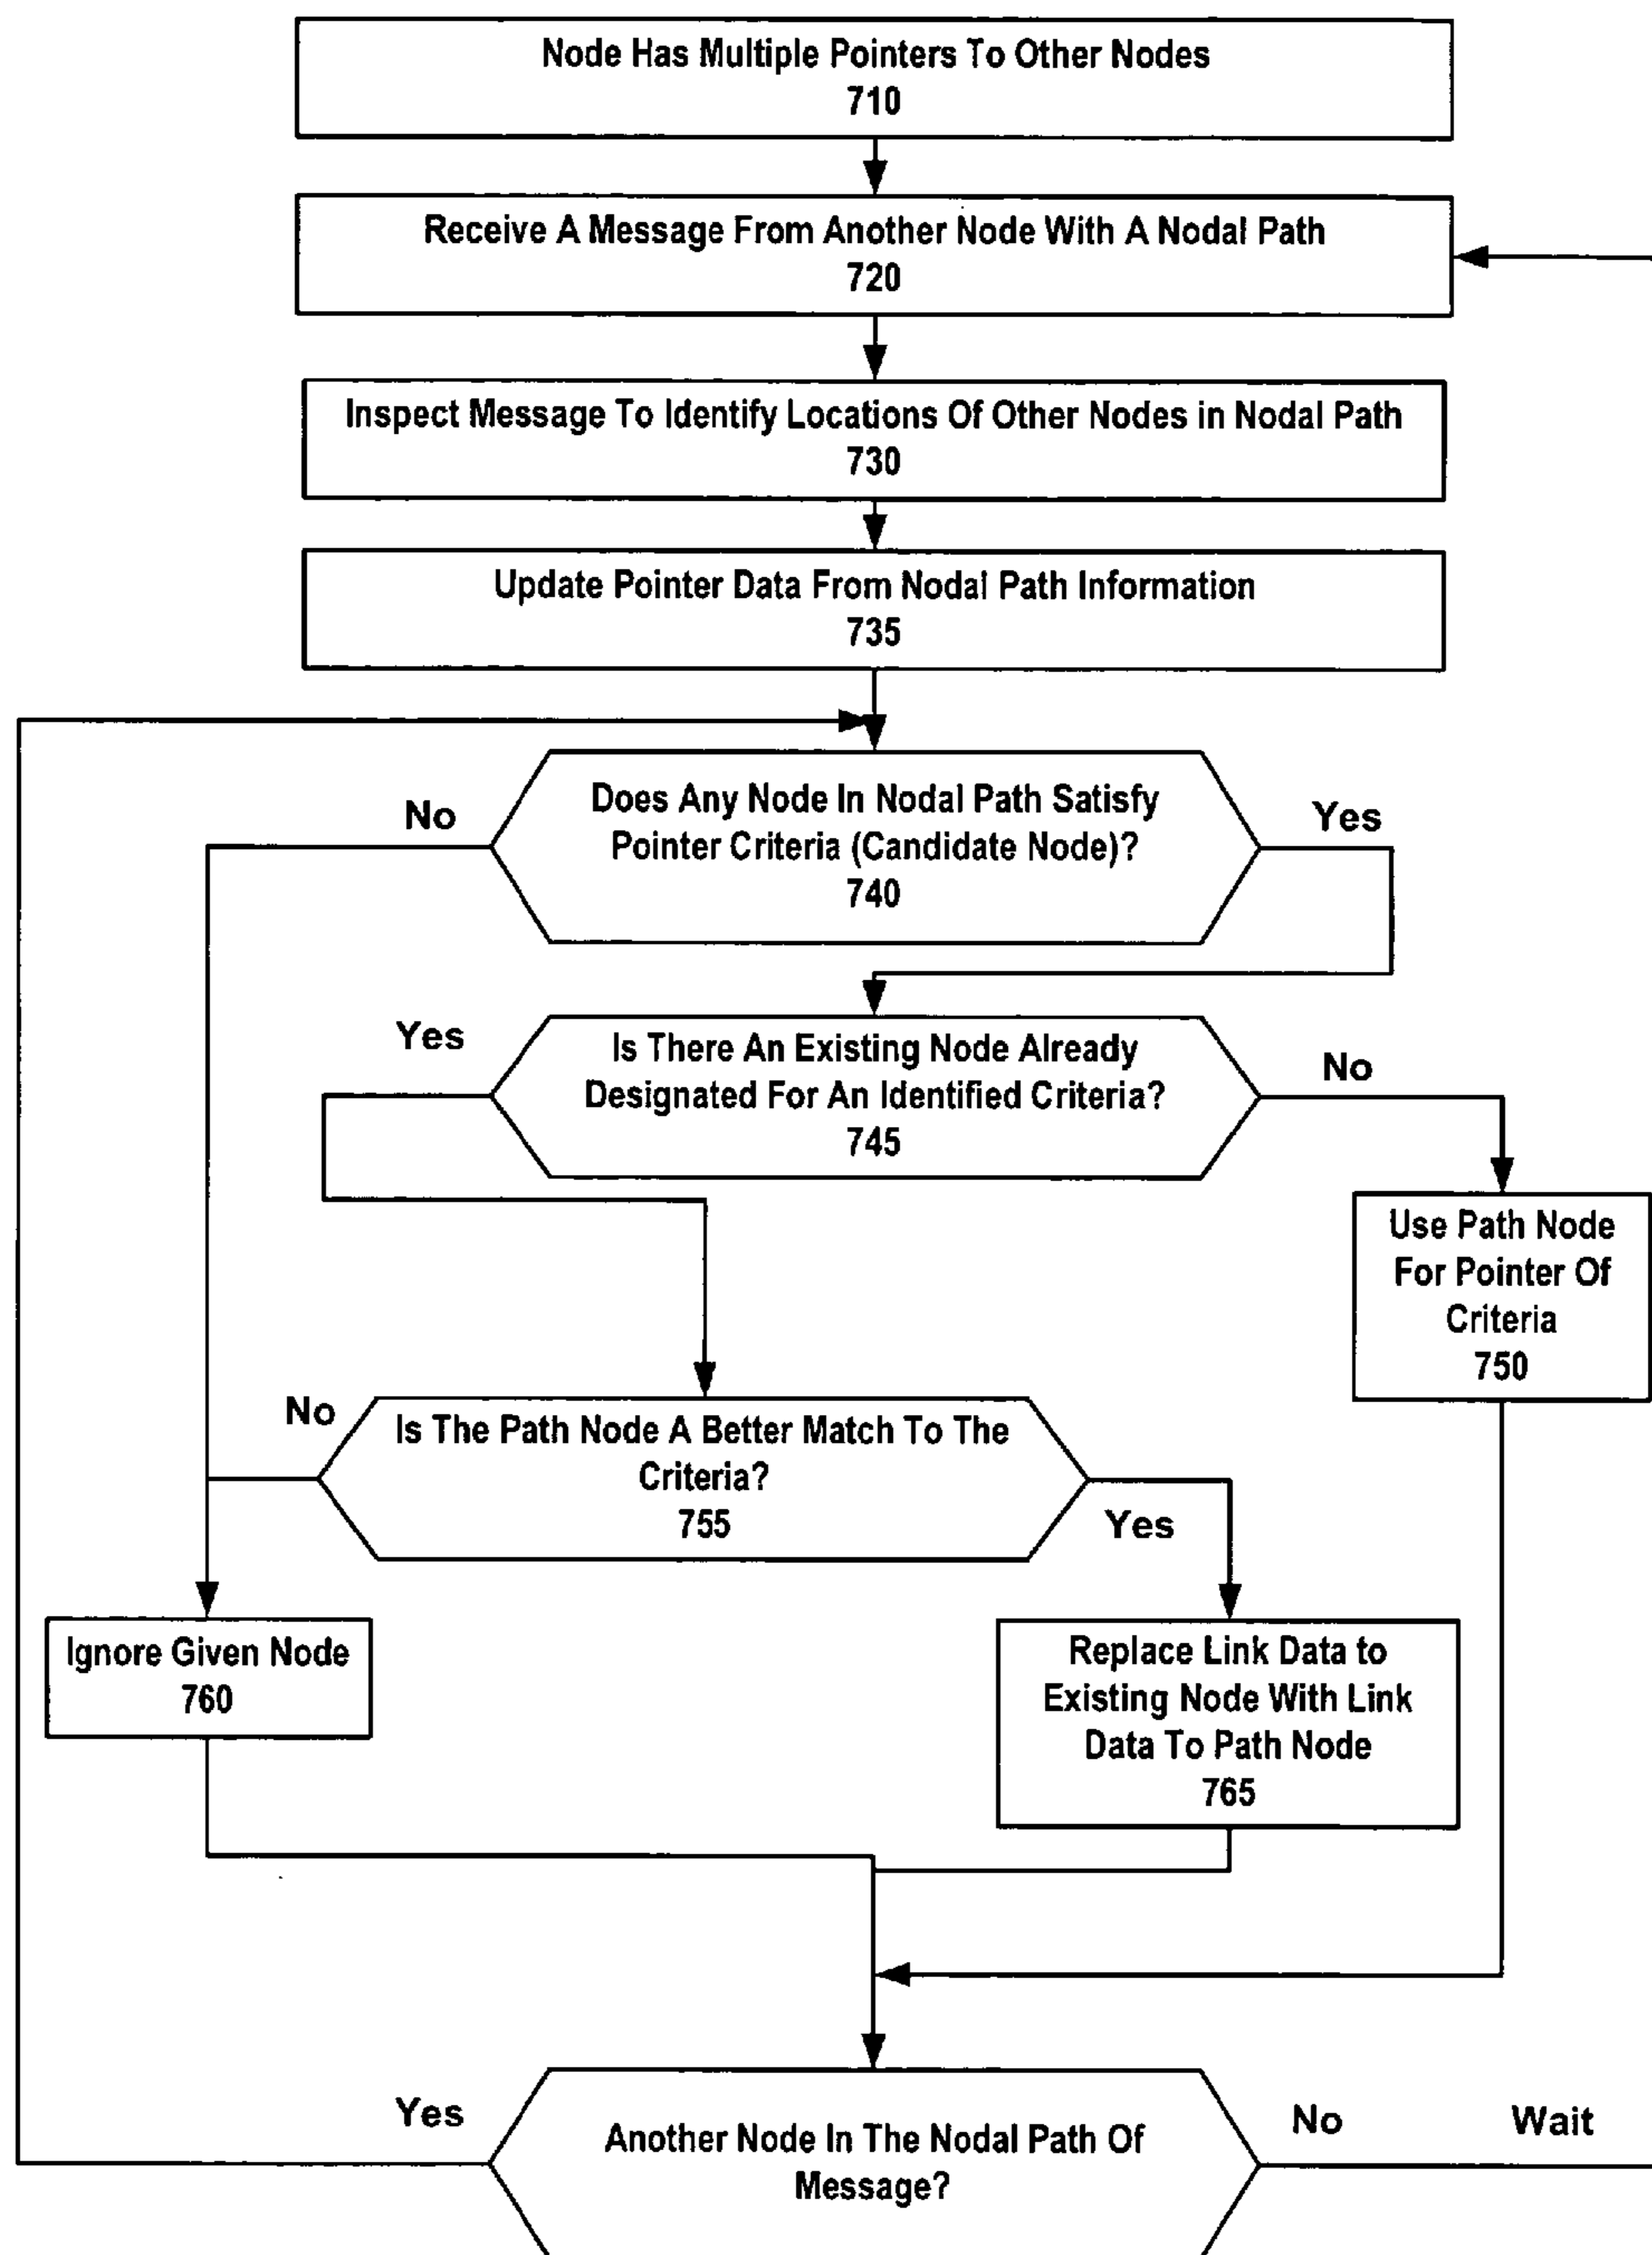 Node Has Multiple Pointers To Other Nodes
710
Receive A Message From Another Node With A Nodal Path
720
Inspect Message To Identify Locations Of Other Nodes in Nodal Path
730
Update Pointer Data From Nodal Path Information
735
No
Does Any Node In Nodal Path Satisfy
Pointer Criteria (Candidate Node)?
740
Yes
Yes
Is There An Existing Node Already
Designated For An Identified Criteria?
745
No
Use Path Node
For Pointer Of
Criteria
750
No
Is The Path Node A Better Match To The
Criteria?
755
Yes
Ignore Given Node
760
Replace Link Data to
Existing Node With Link
Data To Path Node
765
Yes
Another Node In The Nodal Path Of
Message?
No
Wait